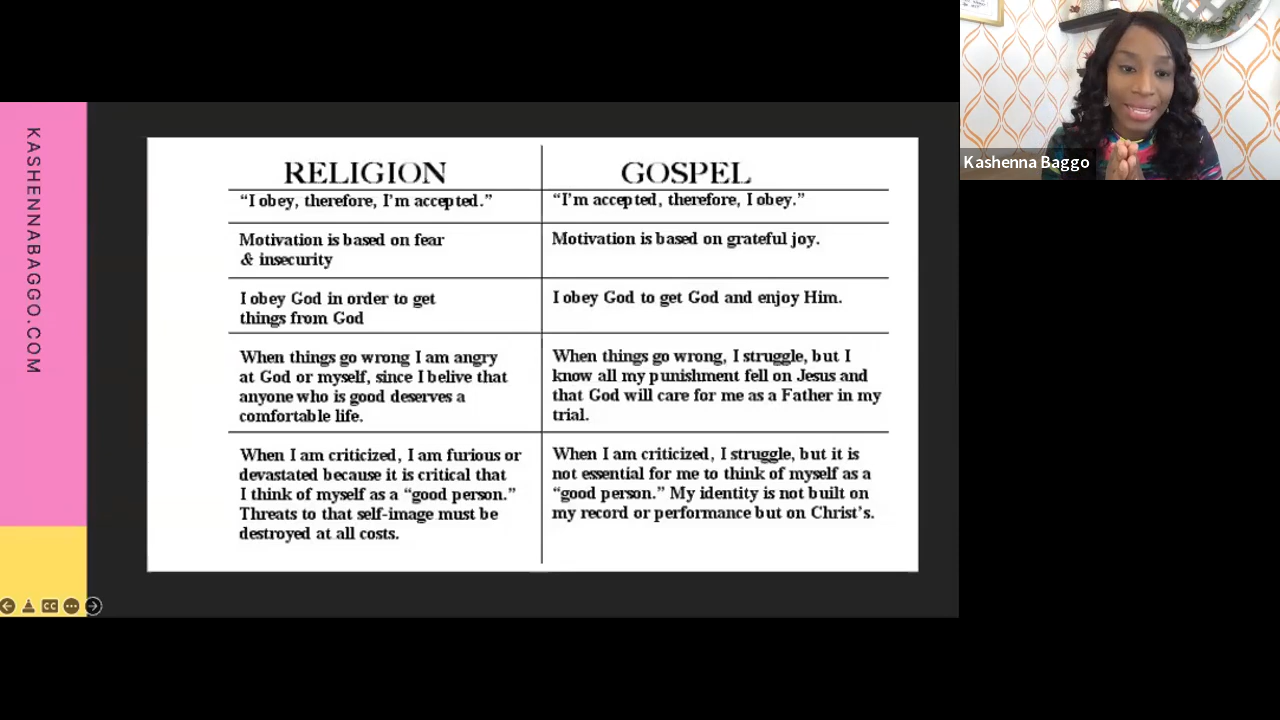 KASHENNABAGGO.COM
RELIGION
GOSPEL
“I obey, therefore, I’m accepted.”
“I’m accepted, therefore, I obey.”
Motivation is based on fear
& insecurity
Motivation is based on grateful joy.
I obey God in order to get
things from God
I obey God to get God and enjoy Him.
When things go wrong I am angry
at God or myself, since I belive that
anyone who is good deserves a
comfortable life.
When things go wrong, I struggle, but I
know all my punishment fell on Jesus and
that God will care for me as a Father in my
trial.
When I am criticized, I am furious or
devastated because it is critical that
I think of myself as a “good person.”
Threats to that self-image must be
destroyed at all costs.
When I am criticized, I struggle, but it is
not essential for me to think of myself as a
“good person.” My identity is not built on
my record or performance but on Christ’s.
CC
Kashenna Baggo